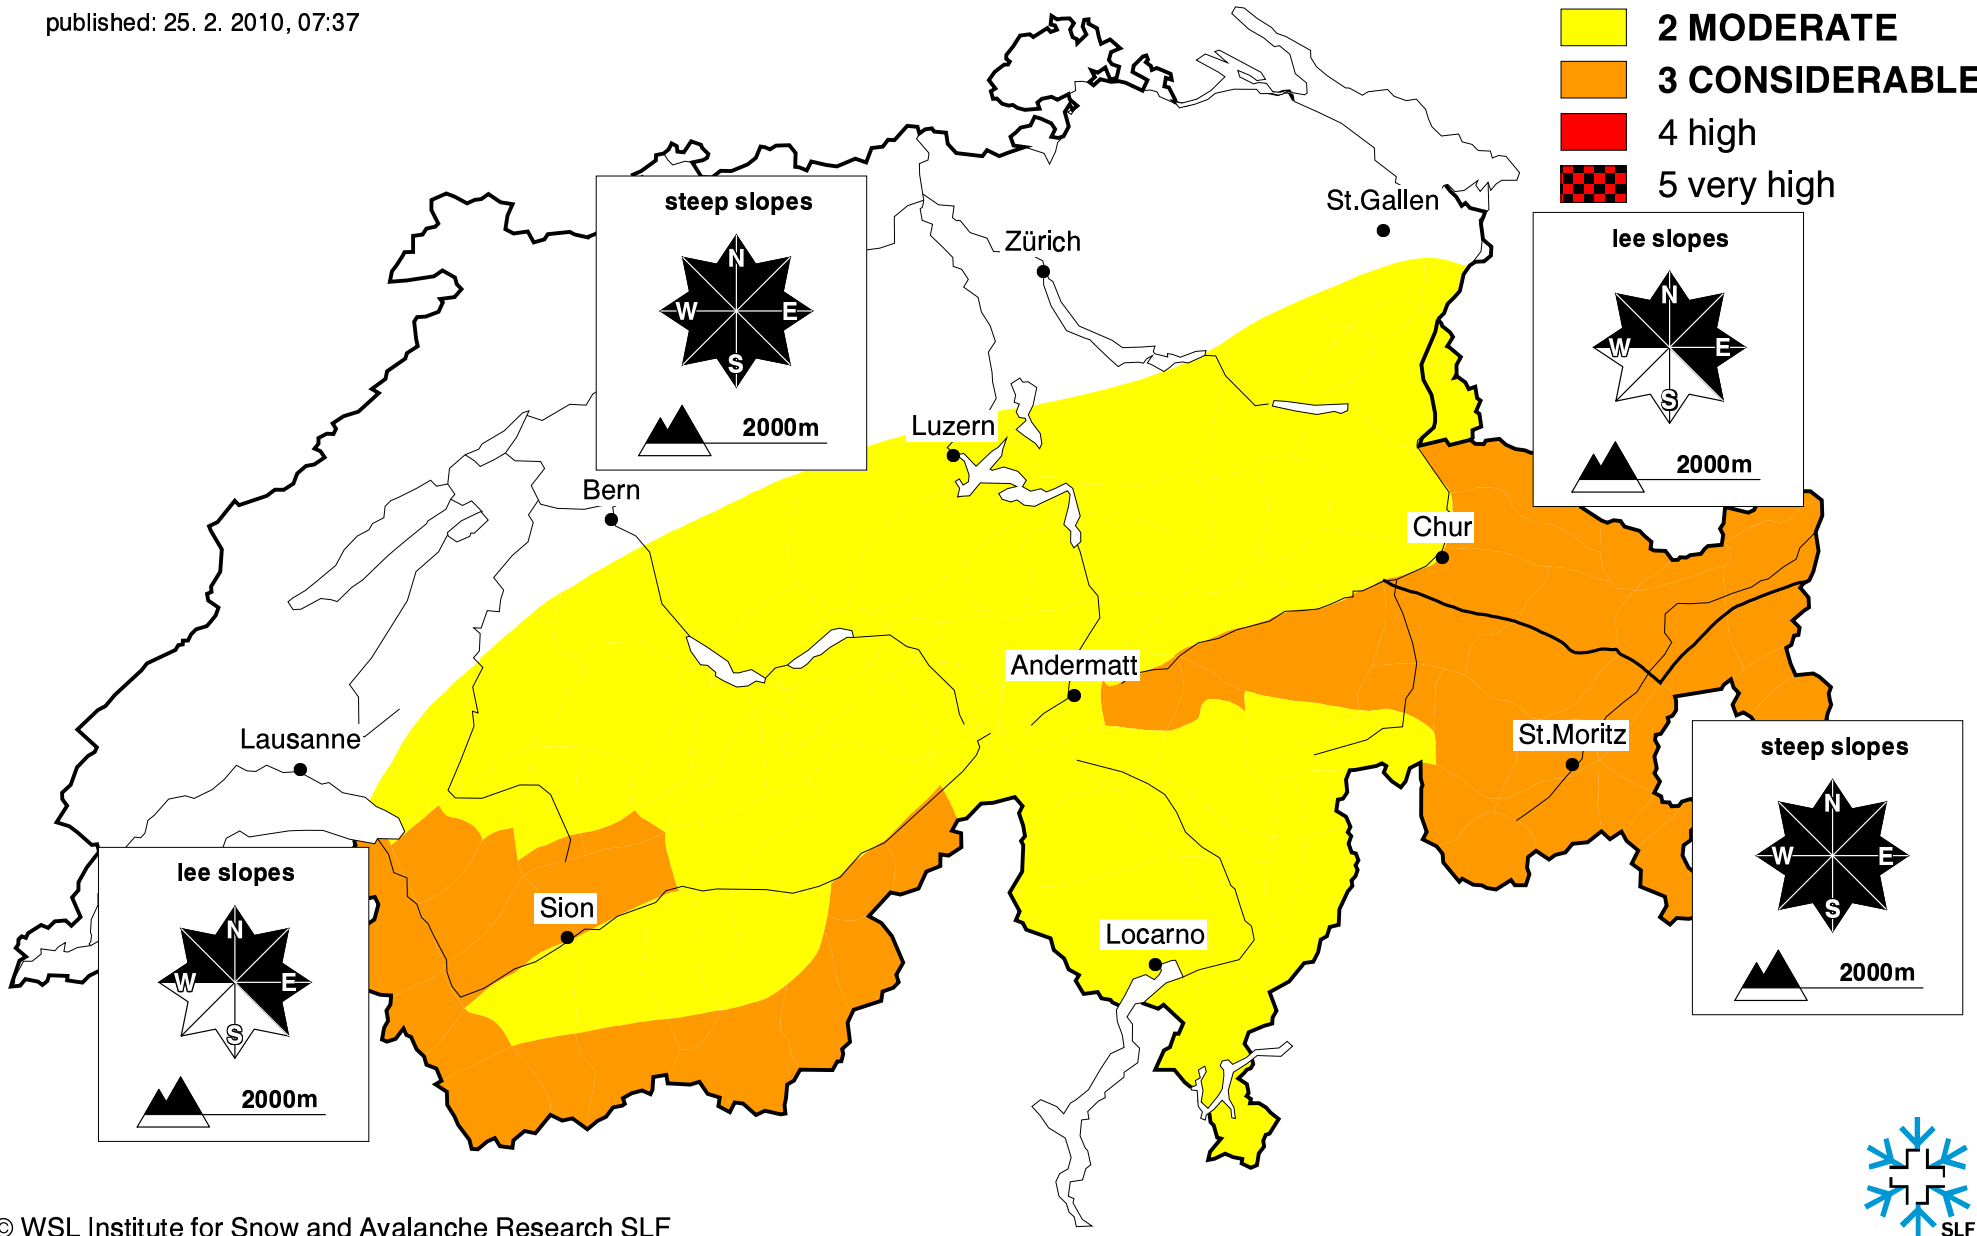 published: 25. 2. 2010, 07:37
2 MODERATE
3 CONSIDERABLE
4 high
5 very high
steep slopes
N
W E
S
2000m
St.Gallen
Zürich
lee slopes
N
W E
S
2000m
Luzern
Bern
Chur
Andermatt
Lausanne
St.Moritz
steep slopes
N
W E
S
2000m
lee slopes
N
W E
S
2000m
Sion
Locarno
© WSL Institute for Snow and Avalanche Research SLF
SLF